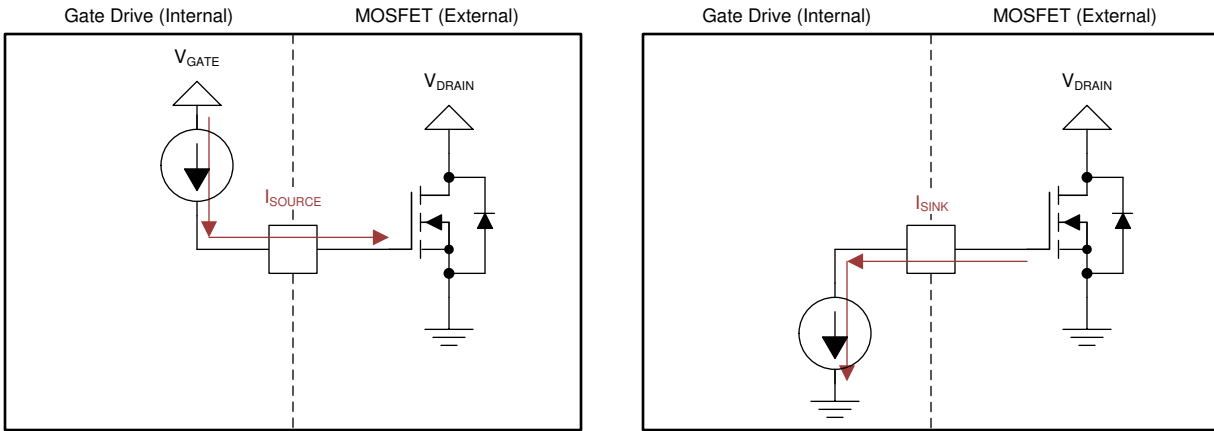 Gate Drive (Internal)
MOSFET (External)
V_GATE
V_DRAIN
I_SOURCE
Gate Drive (Internal)
MOSFET (External)
V_DRAIN
I_SINK